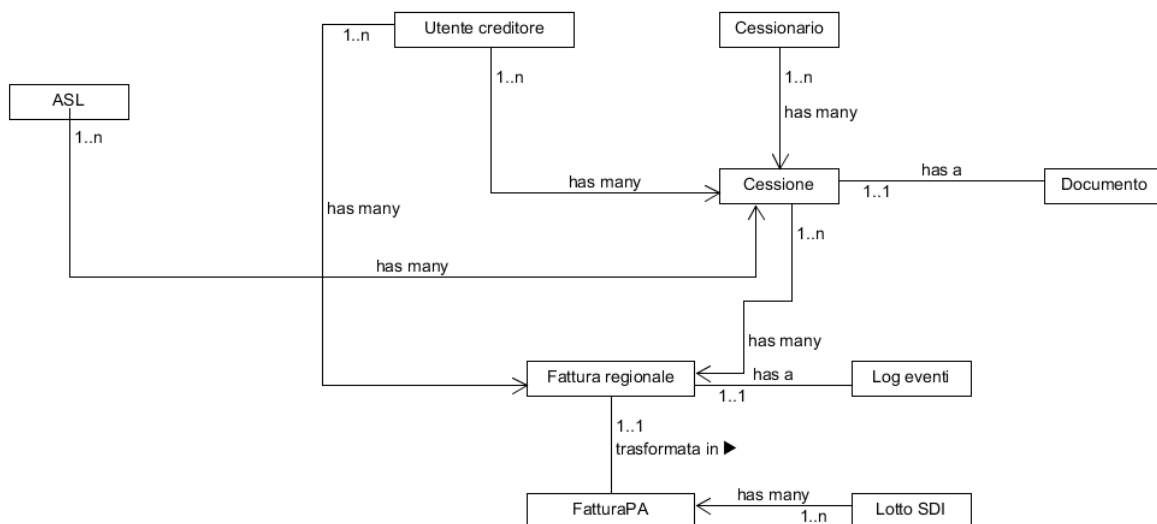 Utente creditore
Cessionario
1..n
1..n
1..n
ASL
1..n
has many
has a
Cessione
Documento
has many
1..1
has many
1..n
has many
has many
Fattura regionale
has a
Log eventi
1..1
1..1
trasformata in ▶
has many
FatturaPA
Lotto SDI
1..n